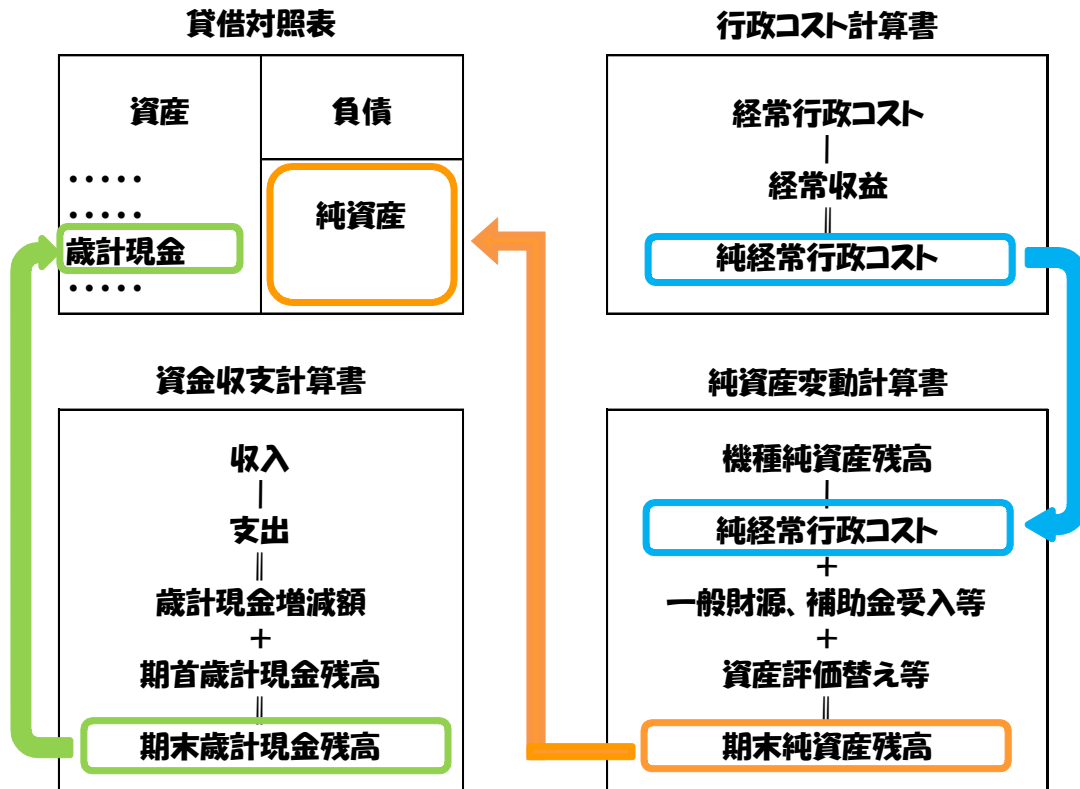 貸借対照表
資産
負債
・・・・・
・・・・・
歳計現金
・・・・・
純資産
行政コスト計算書
経常行政コスト
|
経常収益
||
純経常行政コスト
資金収支計算書
収入
|
支出
||
歳計現金増減額
+
期首歳計現金残高
||
期末歳計現金残高
純資産変動計算書
機種純資産残高
|
純経常行政コスト
+
一般財源、補助金受入等
+
資産評価替え等
||
期末純資産残高